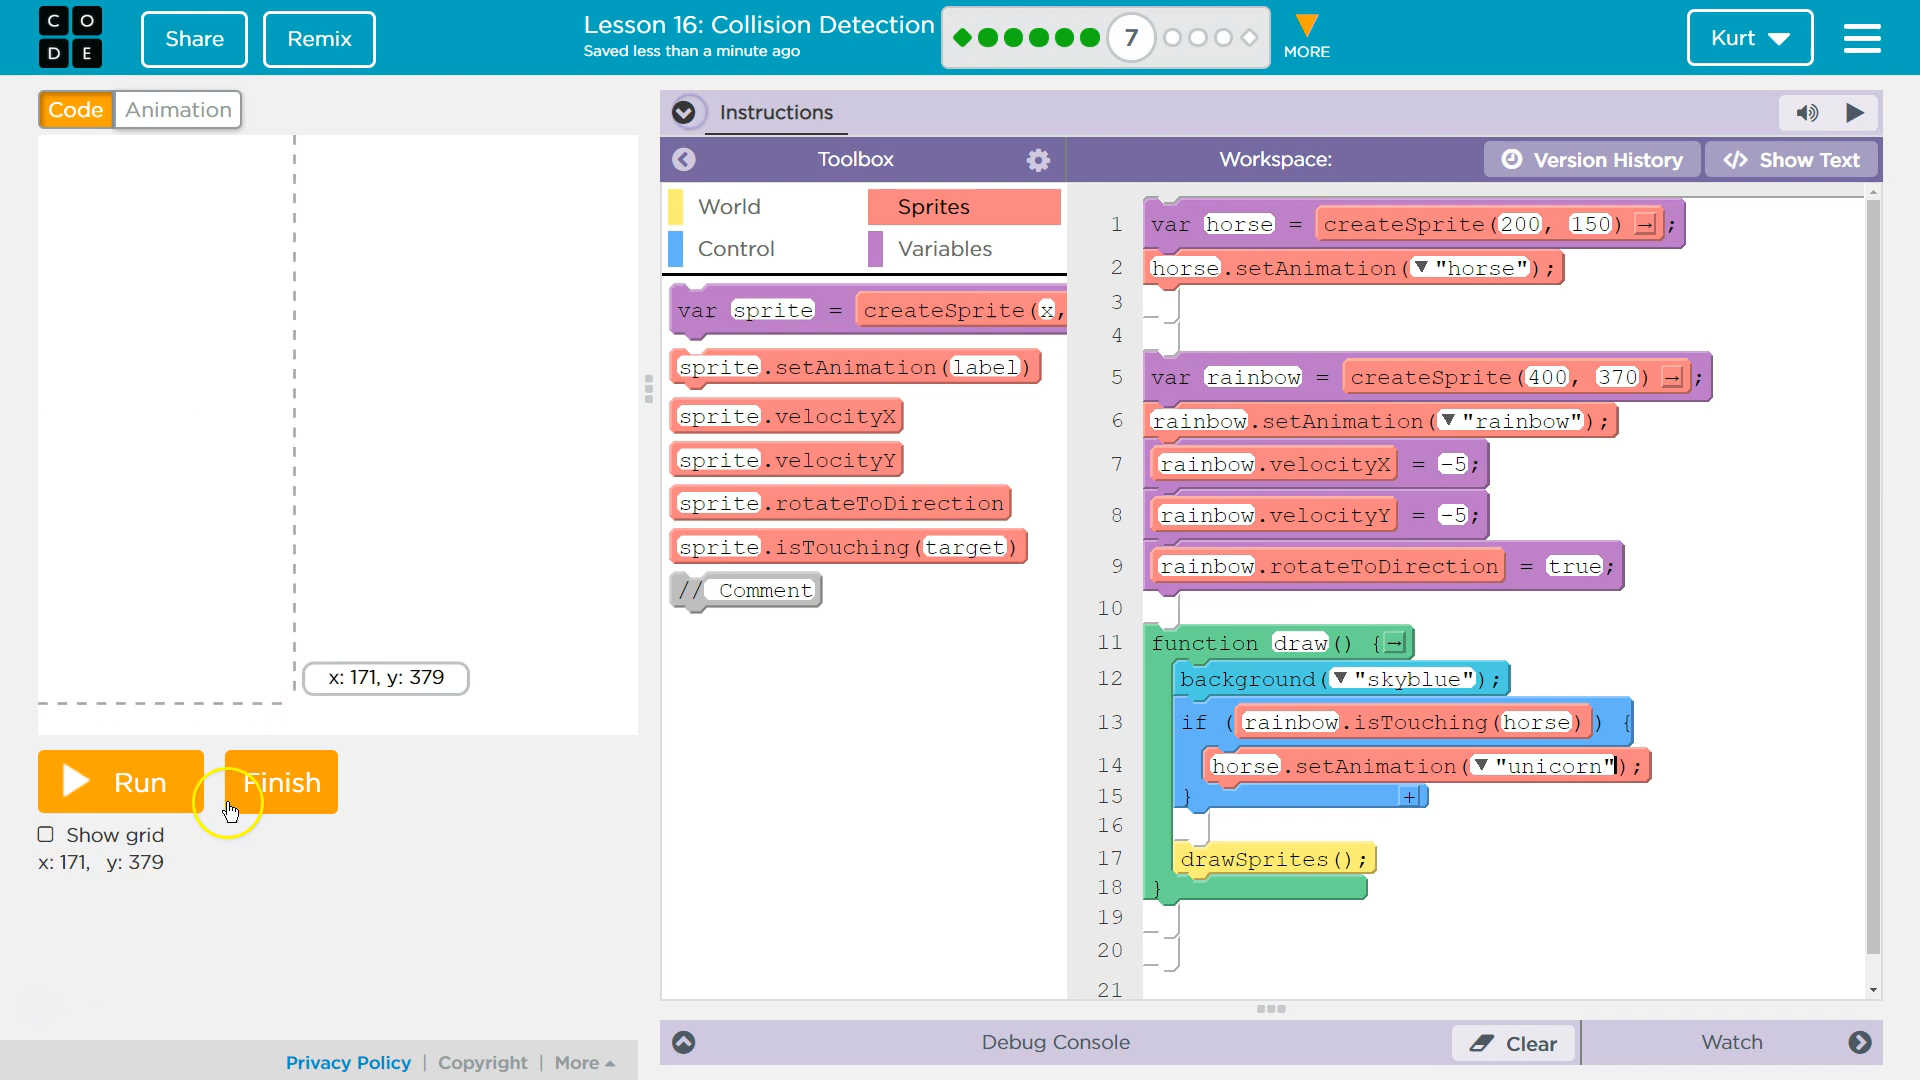 C O
D E
Share
Remix
Lesson 16: Collision Detection
Saved less than a minute ago
7
MORE
Kurt
Code
Animation
Instructions
Toolbox
Workspace:
Version History
</> Show Text
World
Sprites
Control
Variables
var sprite = createSprite(x,
sprite.setAnimation(label)
sprite.velocityX
sprite.velocityY
sprite.rotateToDirection
sprite.isTouching(target)
// Comment
1 var horse = createSprite(200, 150) → ;
2 horse.setAnimation(▼ "horse");
3
4
5 var rainbow = createSprite(400, 370) → ;
6 rainbow.setAnimation(▼ "rainbow");
7 rainbow.velocityX = -5;
8 rainbow.velocityY = -5;
9 rainbow.rotateToDirection = true;
10
11 function draw() {→
12 background(▼ "skyblue");
13 if (rainbow.isTouching(horse)) {
14 horse.setAnimation(▼ "unicorn");
15 } +
16
17 drawSprites();
18 }
19
20
21
x: 171, y: 379
Run
Finish
Show grid
x: 171, y: 379
Privacy Policy | Copyright | More
Debug Console
Clear
Watch